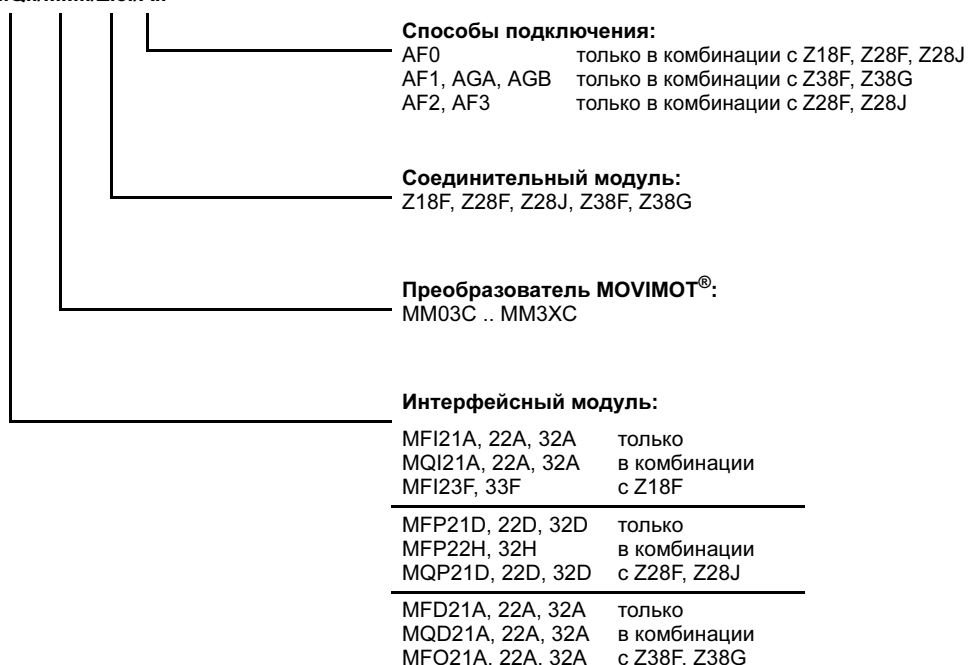 Способы подключения:
AF0 только в комбинации с Z18F, Z28F, Z28J
AF1, AGA, AGB только в комбинации с Z38F, Z38G
AF2, AF3 только в комбинации с Z28F, Z28J
Соединительный модуль:
Z18F, Z28F, Z28J, Z38F, Z38G
Преобразователь MOVIMOT®:
MM03C .. MM3XC
Интерфейсный модуль:
MFI21A, 22A, 32A только
MQI21A, 22A, 32A в комбинации
MFI23F, 33F с Z18F
MFP21D, 22D, 32D только
MFP22H, 32H в комбинации
MQP21D, 22D, 32D с Z28F, Z28J
MFD21A, 22A, 32A только
MQD21A, 22A, 32A в комбинации
MFO21A, 22A, 32A с Z38F, Z38G